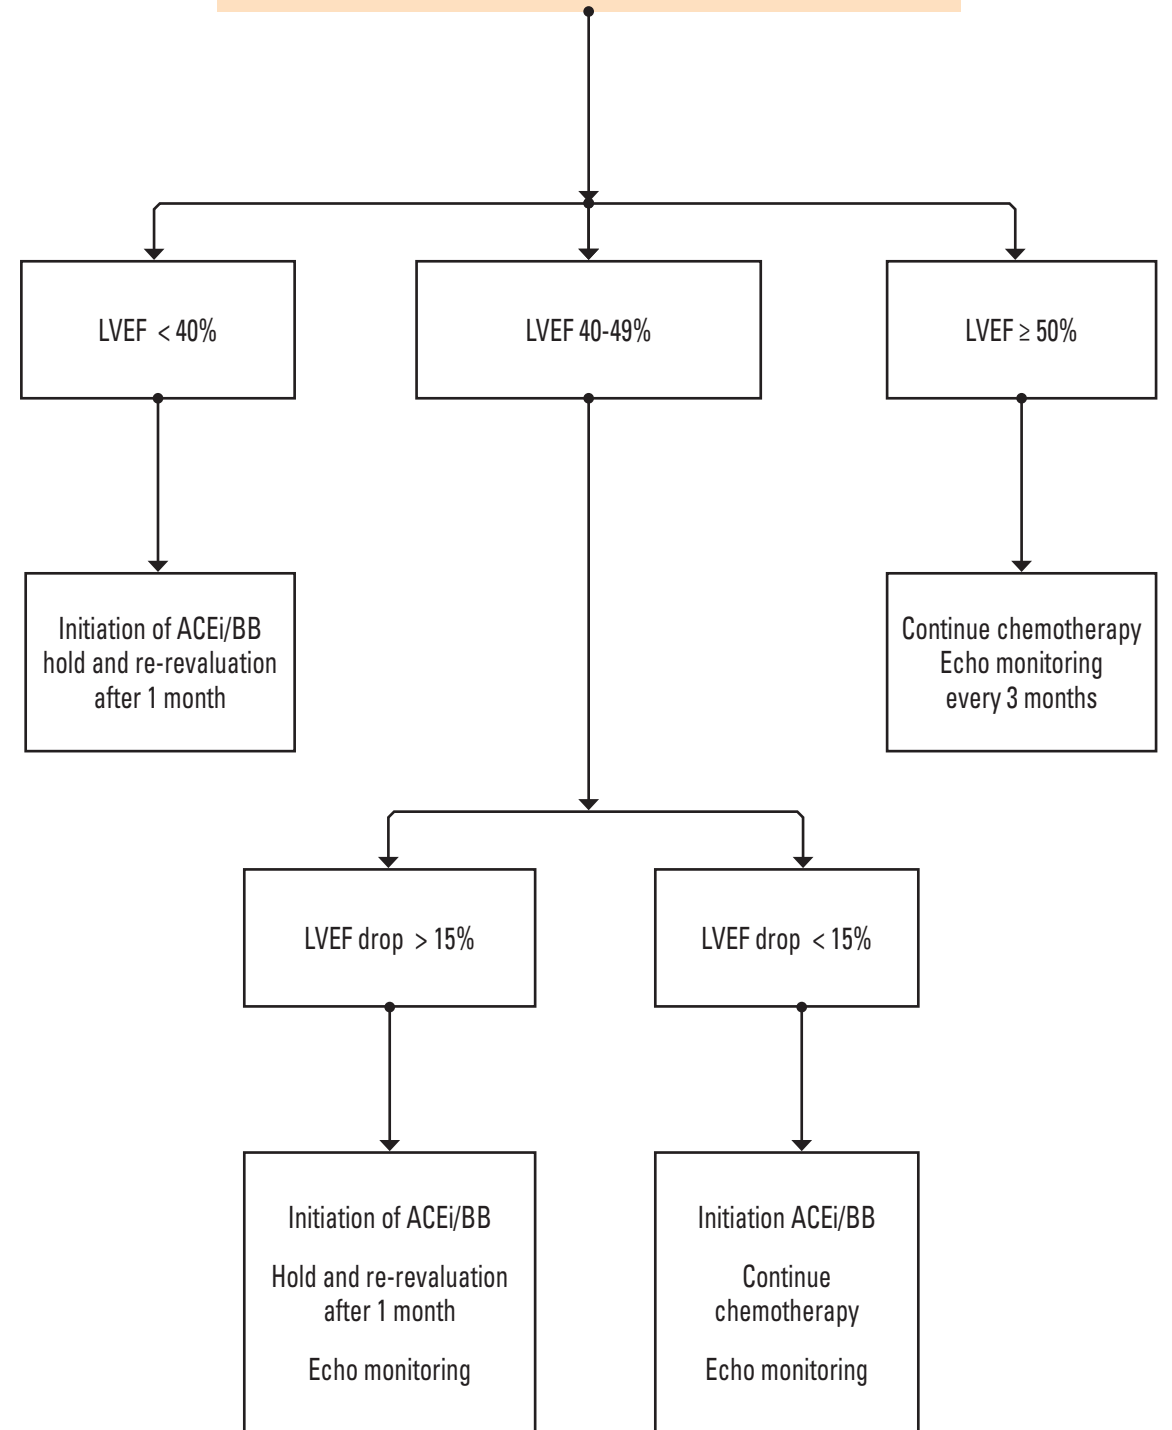 LVEF < 40%
LVEF 40-49%
LVEF ≥ 50%
Initiation of ACEi/BB
hold and re-revaluation
after 1 month
Continue chemotherapy
Echo monitoring
every 3 months
LVEF drop > 15%
LVEF drop < 15%
Initiation of ACEi/BB
Hold and re-revaluation
after 1 month
Echo monitoring
Initiation ACEi/BB
Continue
chemotherapy
Echo monitoring